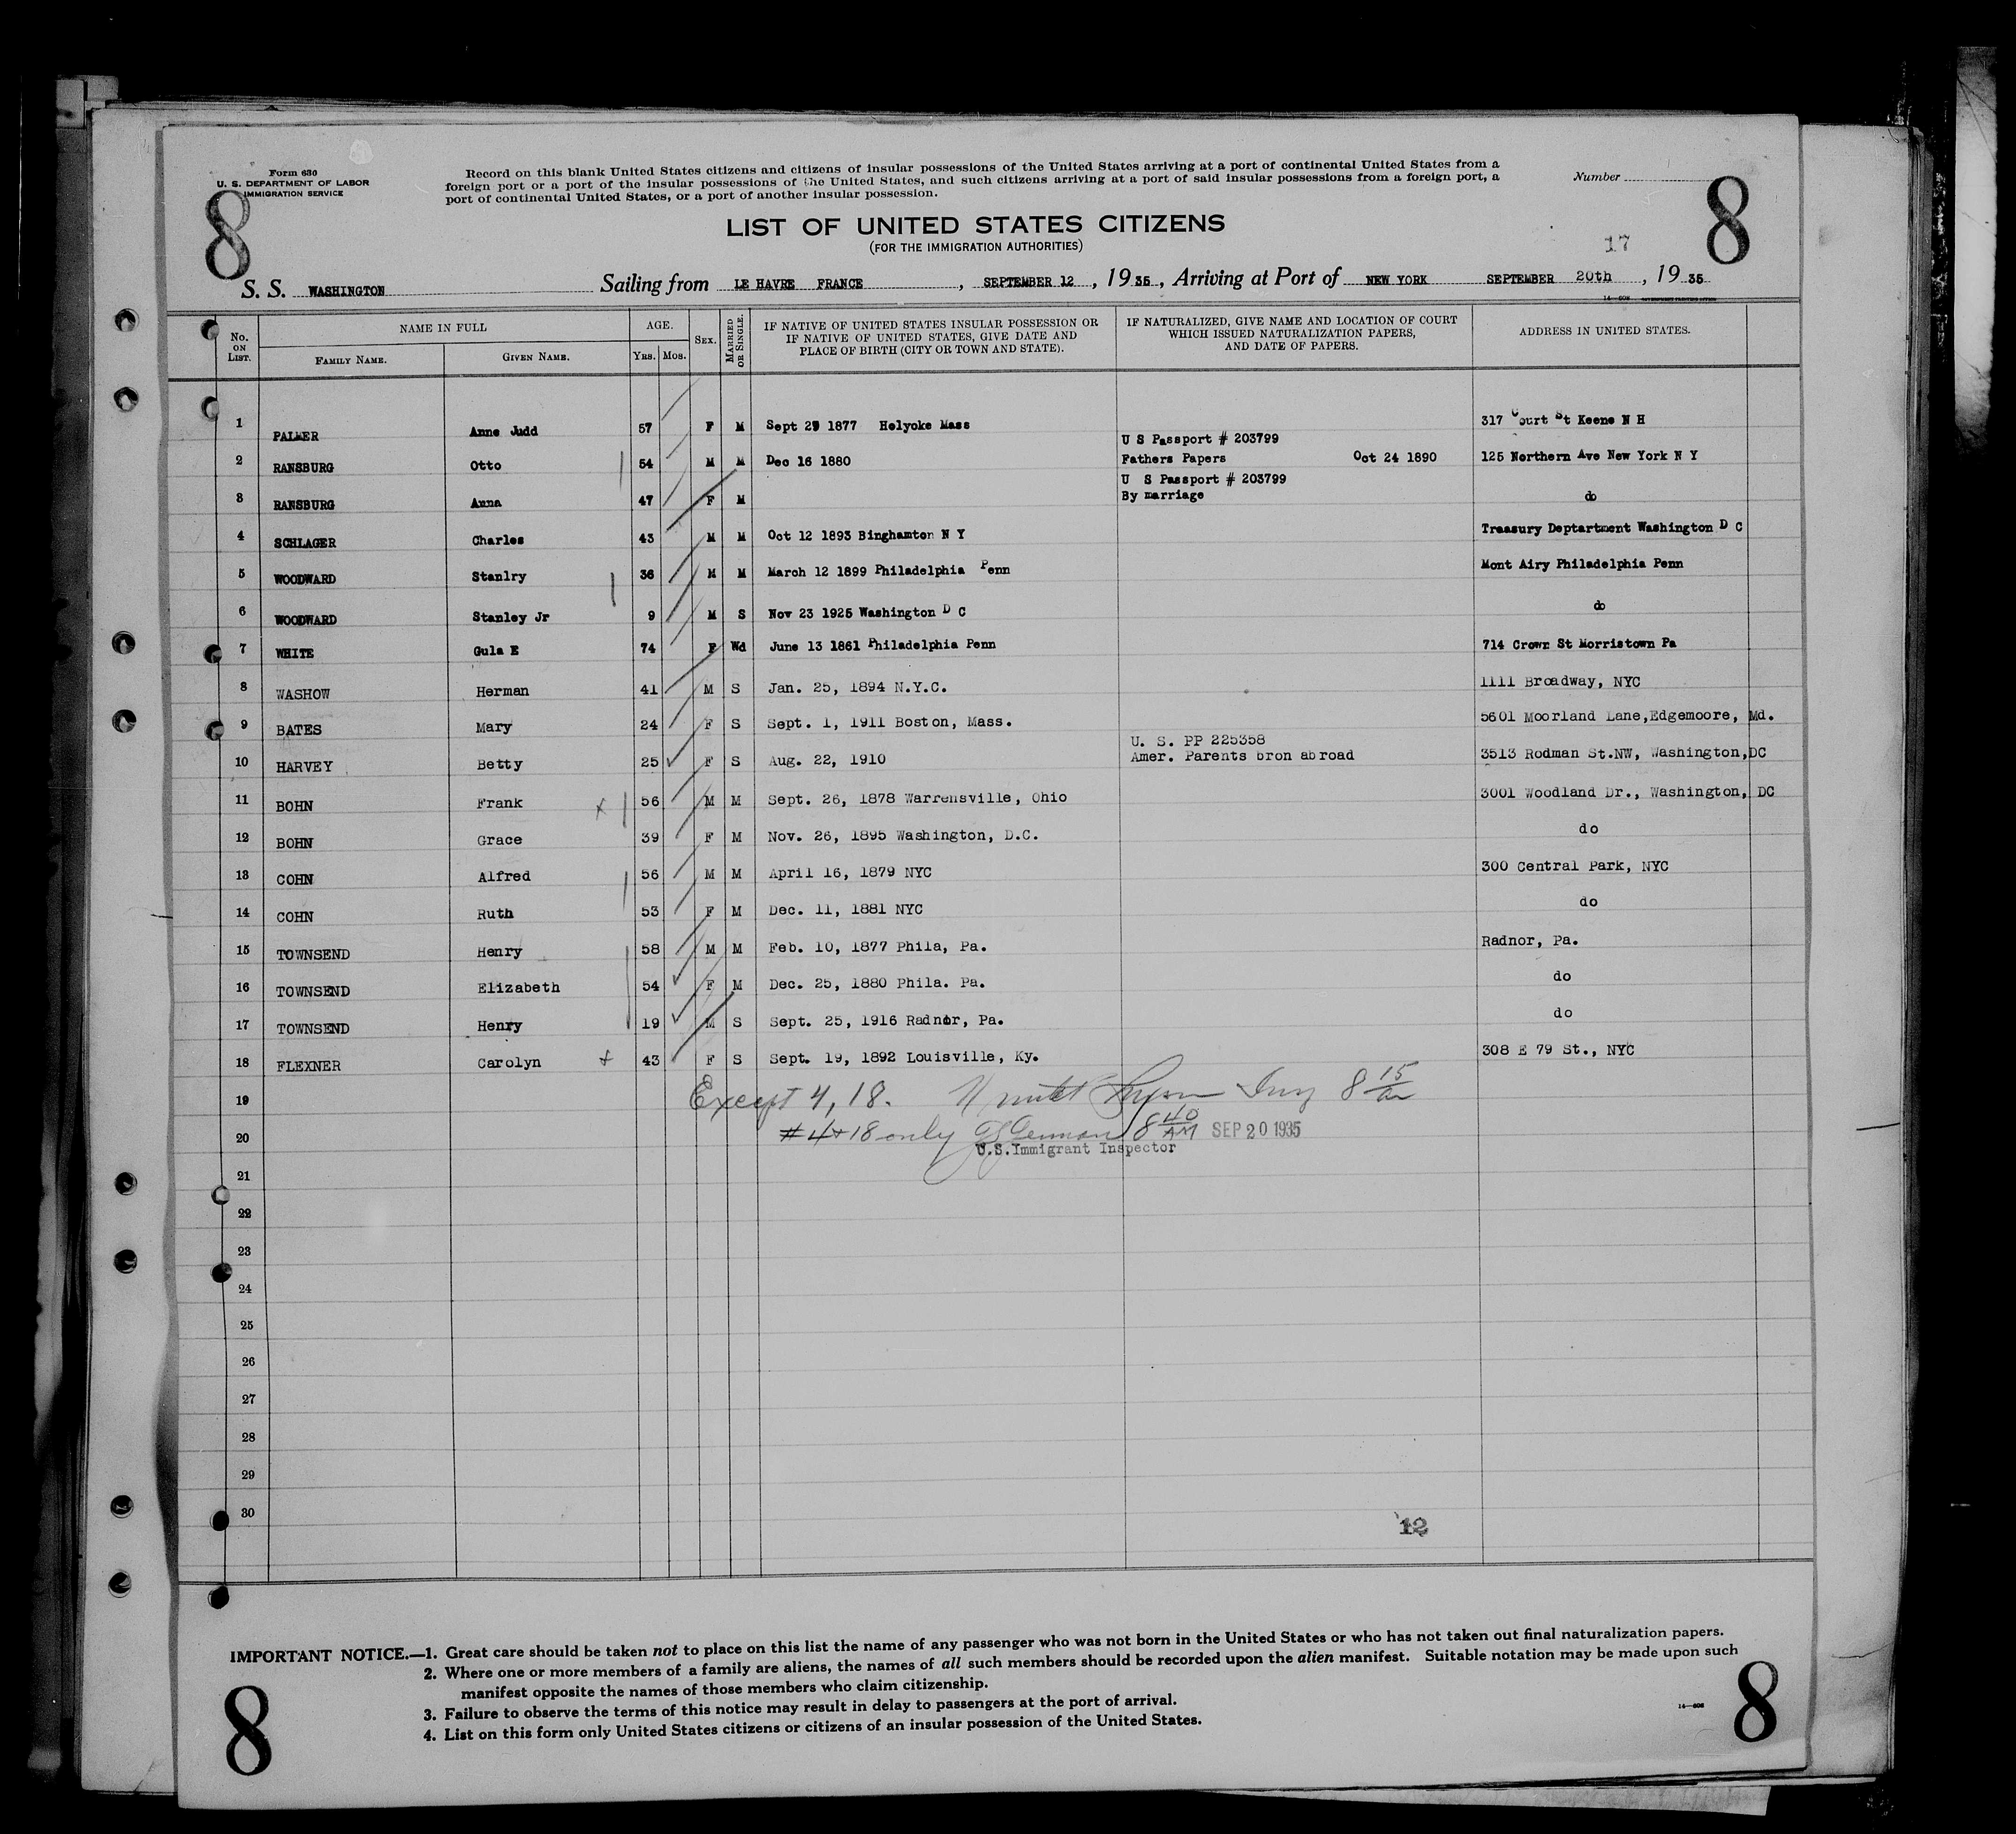 Form 630
U. S. DEPARTMENT OF LABOR
IMMIGRATION SERVICE
8
Record on this blank United States citizens and citizens of insular possessions of the United States arriving at a port of continental United States from a
foreign port or a port of the insular possessions of the United States, and such citizens arriving at a port of said insular possessions from a foreign port, a
port of continental United States, or a port of another insular possession.
Number
8
LIST OF UNITED STATES CITIZENS
(FOR THE IMMIGRATION AUTHORITIES)
17
S. S. WASHINGTON Sailing from LE HAVRE FRANCE , SEPTEMBER 12 , 19 35 , Arriving at Port of NEW YORK SEPTEMBER 20th , 19 35
No. ON LIST. NAME IN FULL AGE. SEX. MARRIED OR SINGLE. IF NATIVE OF UNITED STATES INSULAR POSSESSION OR IF NATIVE OF UNITED STATES, GIVE DATE AND PLACE OF BIRTH (CITY OR TOWN AND STATE). IF NATURALIZED, GIVE NAME AND LOCATION OF COURT WHICH ISSUED NATURALIZATION PAPERS, AND DATE OF PAPERS. ADDRESS IN UNITED STATES.
FAMILY NAME. GIVEN NAME. YRS. MOS.
1 PALMER Anne Judd 57 F M Sept 29 1877 Holyoke Mass 317 Court St Keene N H
U S Passport # 203799
2 RANSBURG Otto 54 M M Dec 16 1880 Fathers Papers Oct 24 1890 125 Northern Ave New York N Y
U S Passport # 203799
3 RANSBURG Anna 47 F M By marriage do
4 SCHLAGER Charles 43 M M Oct 12 1893 Binghamton N Y Treasury Deptartment Washington D C
5 WOODWARD Stanlry 36 M M March 12 1899 Philadelphia Penn Mont Airy Philadelphia Penn
6 WOODWARD Stanley Jr 9 M S Nov 23 1925 Washington D C do
7 WHITE Gula E 74 F Wd June 13 1861 Philadelphia Penn 714 Crown St Morristown Pa
8 WASHOW Herman 41 M S Jan. 25, 1894 N.Y.C. 1111 Broadway, NYC
9 BATES Mary 24 F S Sept. 1, 1911 Boston, Mass. 5601 Moorland Lane,Edgemoore, Md.
U. S. PP 225358
10 HARVEY Betty 25 F S Aug. 22, 1910 Amer. Parents bron abroad 3513 Rodman St.NW, Washington,DC
11 BOHN Frank x 56 M M Sept. 26, 1878 Warrensville, Ohio 3001 Woodland Dr., Washington, DC
12 BOHN Grace 39 F M Nov. 26, 1895 Washington, D.C. do
13 COHN Alfred 56 M M April 16, 1879 NYC 300 Central Park, NYC
14 COHN Ruth 53 F M Dec. 11, 1881 NYC do
15 TOWNSEND Henry 58 M M Feb. 10, 1877 Phila, Pa. Radnor, Pa.
16 TOWNSEND Elizabeth 54 F M Dec. 25, 1880 Phila. Pa. do
17 TOWNSEND Henry 19 M S Sept. 25, 1916 Radnor, Pa. do
18 FLEXNER Carolyn x 43 F S Sept. 19, 1892 Louisville, Ky. 308 E 79 St., NYC
19 Except 4, 18. 8 15
20 #4+18 only 8 40 AM SEP 20 1935
U.S.Immigrant Inspector
21
22
23
24
25
26
27
28
29
30
12
IMPORTANT NOTICE.—1. Great care should be taken not to place on this list the name of any passenger who was not born in the United States or who has not taken out final naturalization papers.
2. Where one or more members of a family are aliens, the names of all such members should be recorded upon the alien manifest. Suitable notation may be made upon such
manifest opposite the names of those members who claim citizenship.
3. Failure to observe the terms of this notice may result in delay to passengers at the port of arrival.
4. List on this form only United States citizens or citizens of an insular possession of the United States.
8
8